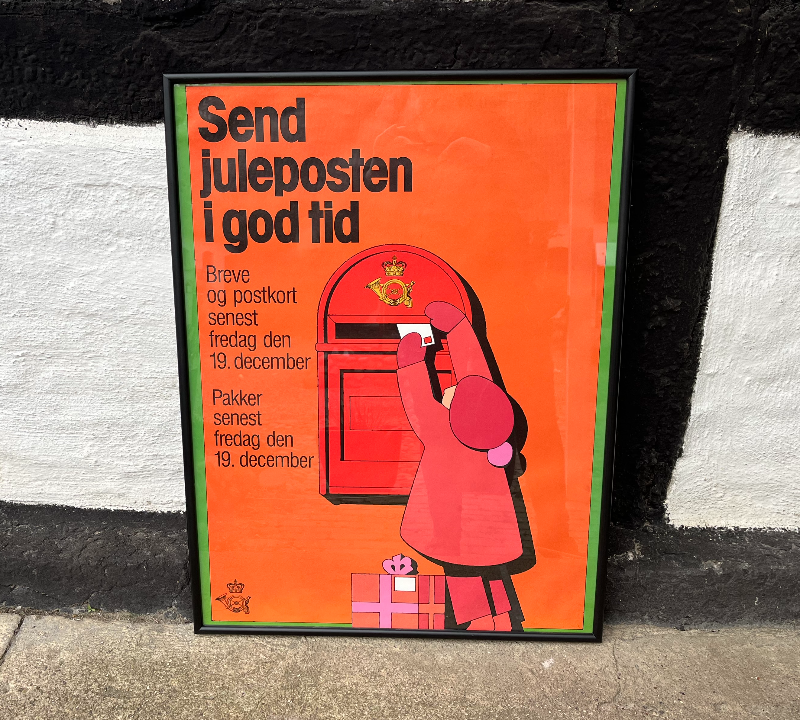 Send
juleposten
i god tid
Breve
og postkort
senest
fredag den
19. december
Pakker
senest
fredag den
19. december